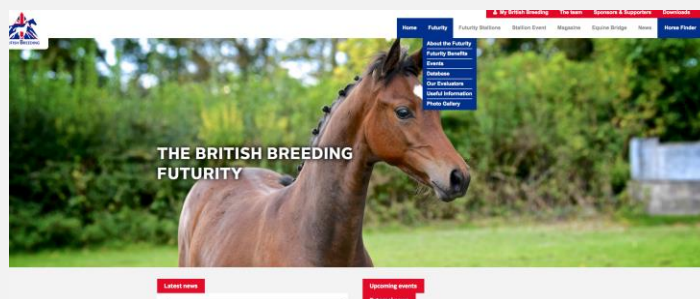 My British Breeding The team Sponsors & Supporters Downloads
Home Futurity Futurity Stallions Stallion Event Magazine Equine Bridge News Horse Finder
BRITISH BREEDING
About the Futurity
Futurity Benefits
Events
Database
Our Evaluators
Useful Information
Photo Gallery
THE BRITISH BREEDING
FUTURITY
Latest news
Upcoming events